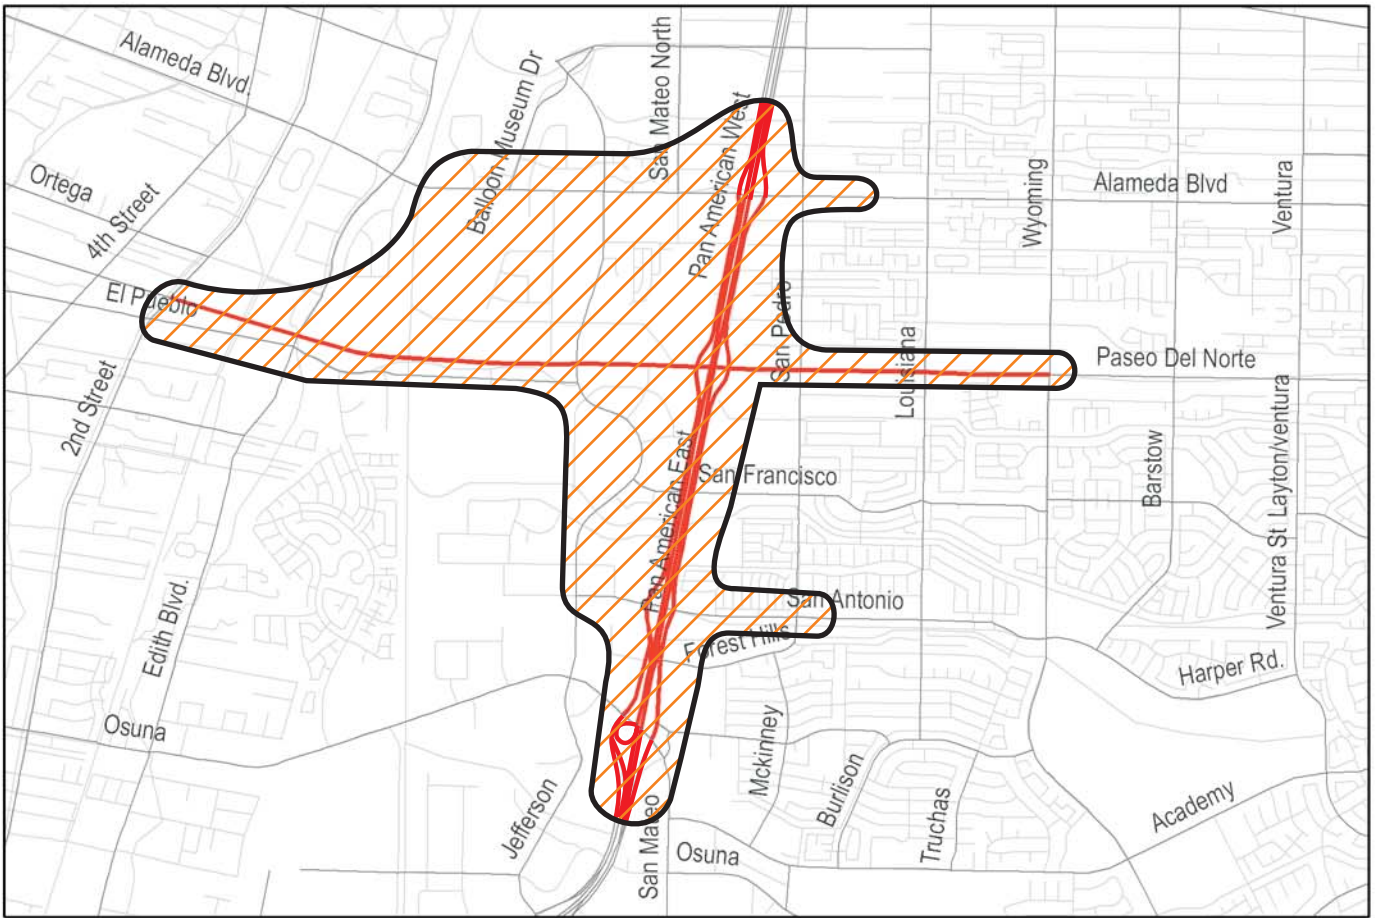 Alameda Blvd.
Balloon Museum Dr
San Mateo North
Pan American West
Ortega
4th Street
Wyoming
Alameda Blvd
Ventura
El Pueblo
San Pedro
Louisiana
Paseo Del Norte
2nd Street
Pan American East
San Francisco
Barstow
Ventura St Layton/ventura
Edith Blvd.
San Antonio
Forest Hills
Harper Rd.
Osuna
Mckinney
Burlison
Truchas
Academy
Jefferson
San Mateo
Osuna